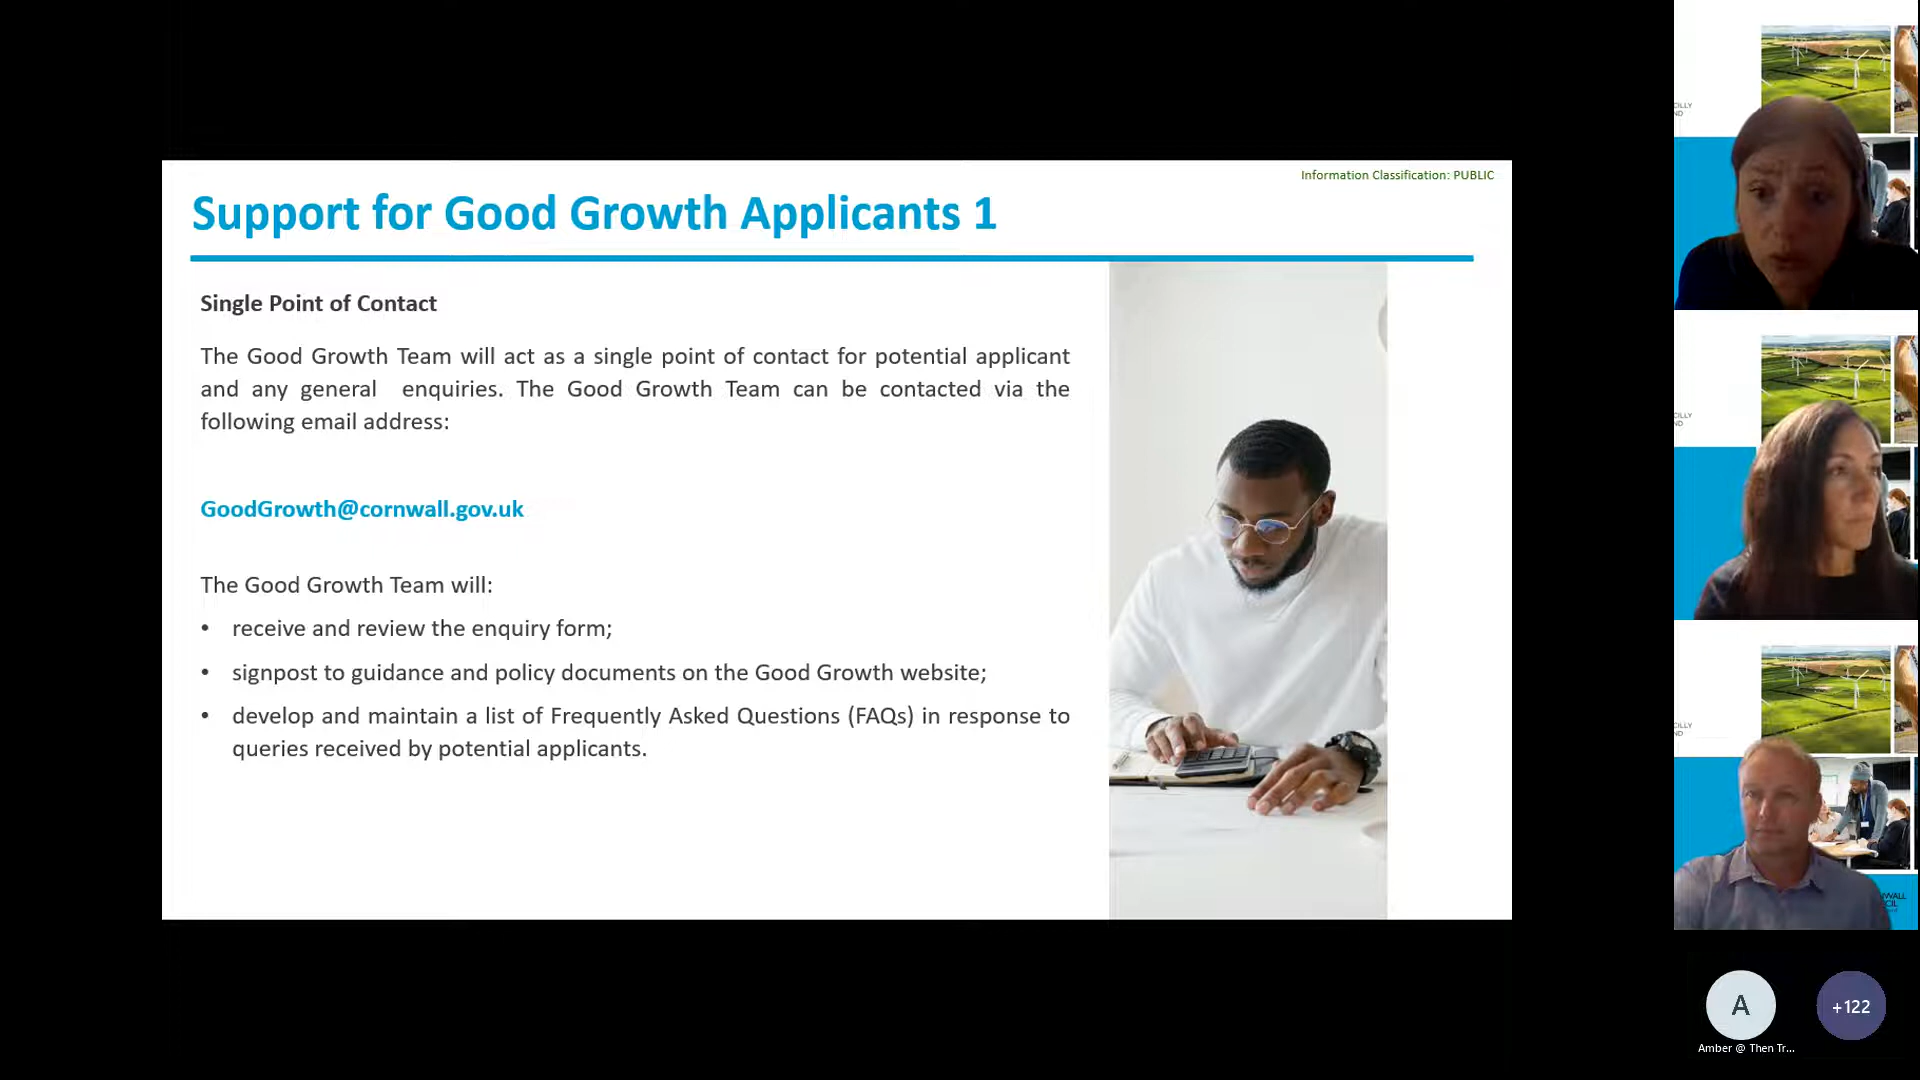 Information Classification: PUBLIC
Support for Good Growth Applicants 1
Single Point of Contact
The Good Growth Team will act as a single point of contact for potential applicant
and any general enquiries. The Good Growth Team can be contacted via the
following email address:
GoodGrowth@cornwall.gov.uk
The Good Growth Team will:
• receive and review the enquiry form;
• signpost to guidance and policy documents on the Good Growth website;
• develop and maintain a list of Frequently Asked Questions (FAQs) in response to
queries received by potential applicants.
CILLY
CILLY
CILLY
A
+122
Amber @ Then Tr...